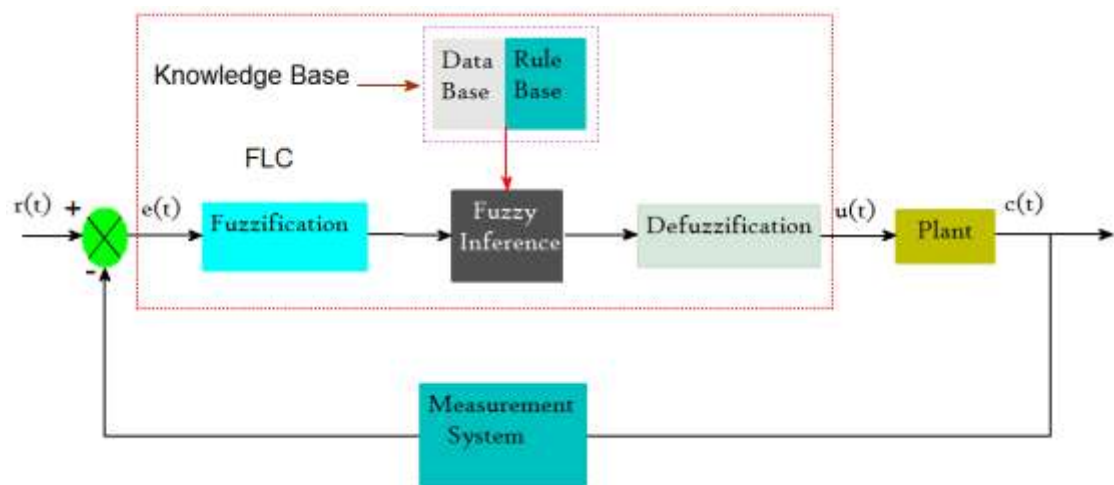 Data
Base
Rule
Base
Knowledge Base
FLC
r(t)
+
-
e(t)
Fuzzification
Fuzzy
Inference
Defuzzification
u(t)
Plant
c(t)
Measurement
System